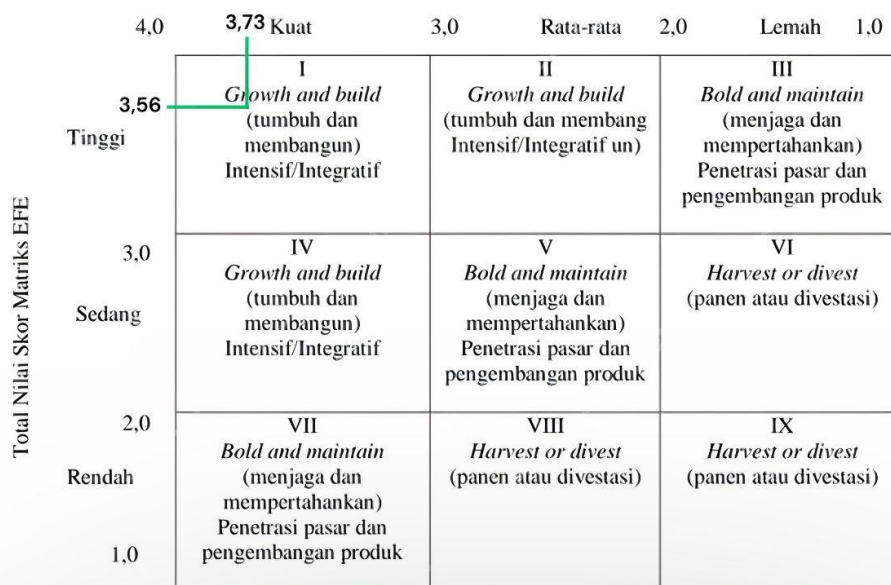 4,0 3,73 Kuat 3,0 Rata-rata 2,0 Lemah 1,0
Total Nilai Skor Matriks EFE
3,56
Tinggi
I
Growth and build
(tumbuh dan
membangun)
Intensif/Integratif
II
Growth and build
(tumbuh dan membang
Intensif/Integratif un)
III
Bold and maintain
(menjaga dan
mempertahankan)
Penetrasi pasar dan
pengembangan produk
3,0
Sedang
IV
Growth and build
(tumbuh dan
membangun)
Intensif/Integratif
V
Bold and maintain
(menjaga dan
mempertahankan)
Penetrasi pasar dan
pengembangan produk
VI
Harvest or divest
(panen atau divestasi)
2,0
Rendah
1,0
VII
Bold and maintain
(menjaga dan
mempertahankan)
Penetrasi pasar dan
pengembangan produk
VIII
Harvest or divest
(panen atau divestasi)
IX
Harvest or divest
(panen atau divestasi)